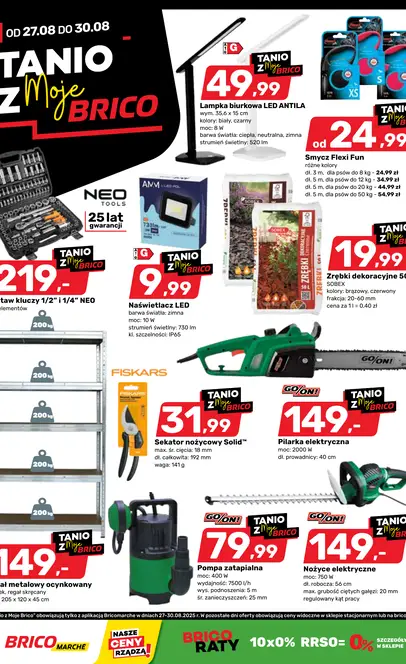 OD 27.08 DO 30.08
TANIO
Z Moje
BRICO
G
49,99
TANIO
Z Moje
BRICO
Lampka biurkowa LED ANTILA
wym. 35,6 x 15 cm
kolory: biały, czarny
moc: 8 W
barwa światła: ciepła, neutralna, zimna
strumień świetlny: 520 lm
XS
S
TANIO
Z Moje
BRICO
OD 24,99
Smycz Flexi Fun
różne kolory
dł. 3 m, dla psów do 8 kg - 24,99 zł
dł. 5 m, dla psów do 12 kg - 34,99 zł
dł. 5 m, dla psów do 20 kg - 44,99 zł
dł. 5 m, dla psów do 50 kg - 54,99 zł
NEO
TOOLS
25 lat
gwarancji
219,-
TANIO
Z Moje
BRICO
taw kluczy 1/2" i 1/4" NEO
elementów
G
9,99
TANIO
Z Moje
BRICO
Naświetlacz LED
barwa światła: zimna
moc: 10 W
strumień świetlny: 730 lm
kl. szczelności: IP65
SOBEX
ZRĘBKI
TANIO
Z Moje
BRICO
19,99
Zrębki dekoracyjne 50
SOBEX
kolory: brązowy, czerwony
frakcja: 20-60 mm
cena za 1 l = 0,40 zł
200 kg
200 kg
200 kg
200 kg
149,-
TANIO
Z Moje
BRICO
ał metalowy ocynkowany
k, regał skręcany
205 x 120 x 45 cm
FISKARS
31,99
TANIO
Z Moje
BRICO
Sekator nożycowy Solid™
max. śr. cięcia: 18 mm
dł. całkowita: 192 mm
waga: 141 g
GO/ON!
149,-
TANIO
Z Moje
BRICO
Pilarka elektryczna
moc: 2000 W
dł. prowadnicy: 40 cm
GO/ON!
79,99
TANIO
Z Moje
BRICO
Pompa zatapialna
moc: 400 W
wydajność: 7500 l/h
wys. podnoszenia: 5 m
śr. zanieczyszczeń: 25 mm
GO/ON!
149,-
TANIO
Z Moje
BRICO
Nożyce elektryczne
moc: 750 W
dł. robocza: 56 cm
max. grubość ciętych gałęzi: 20 mm
regulowany kąt pracy
io z Moje Brico" obowiązują tylko z aplikacją Bricomarche w dniach 27-30.08.2025 r. W pozostałe dni oferty obowiązują ceny widoczne w sklepie stacjonarnym lub na brico
BRICO
MARCHÉ
NASZE
CENY
RZĄDZĄ!
BRICO
RATY
10x0% RRSO= 0%
SZCZEGÓŁY
W SKLEPIE